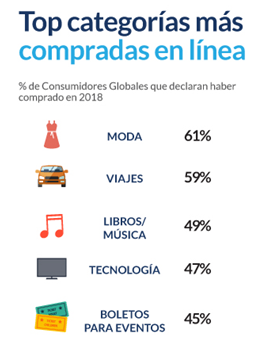 Top categorías más
compradas en línea
% de Consumidores Globales que declaran haber
comprado en 2018
MODA 61%
VIAJES 59%
LIBROS/
MÚSICA 49%
TECNOLOGÍA 47%
BOLETOS
PARA EVENTOS 45%